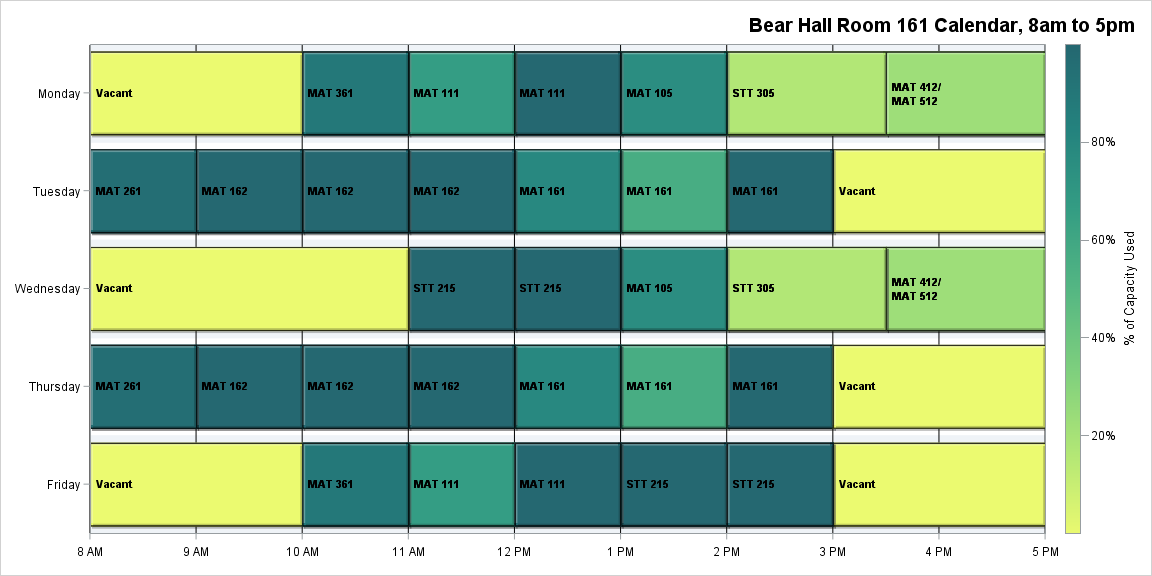 Bear Hall Room 161 Calendar, 8am to 5pm
Monday
Vacant
MAT 361
MAT 111
MAT 111
MAT 105
STT 305
MAT 412/
MAT 512
Tuesday
MAT 261
MAT 162
MAT 162
MAT 162
MAT 161
MAT 161
MAT 161
Vacant
Wednesday
Vacant
STT 215
STT 215
MAT 105
STT 305
MAT 412/
MAT 512
Thursday
MAT 261
MAT 162
MAT 162
MAT 162
MAT 161
MAT 161
MAT 161
Vacant
Friday
Vacant
MAT 361
MAT 111
MAT 111
STT 215
STT 215
Vacant
8 AM
9 AM
10 AM
11 AM
12 PM
1 PM
2 PM
3 PM
4 PM
5 PM
80%
60%
40%
20%
% of Capacity Used